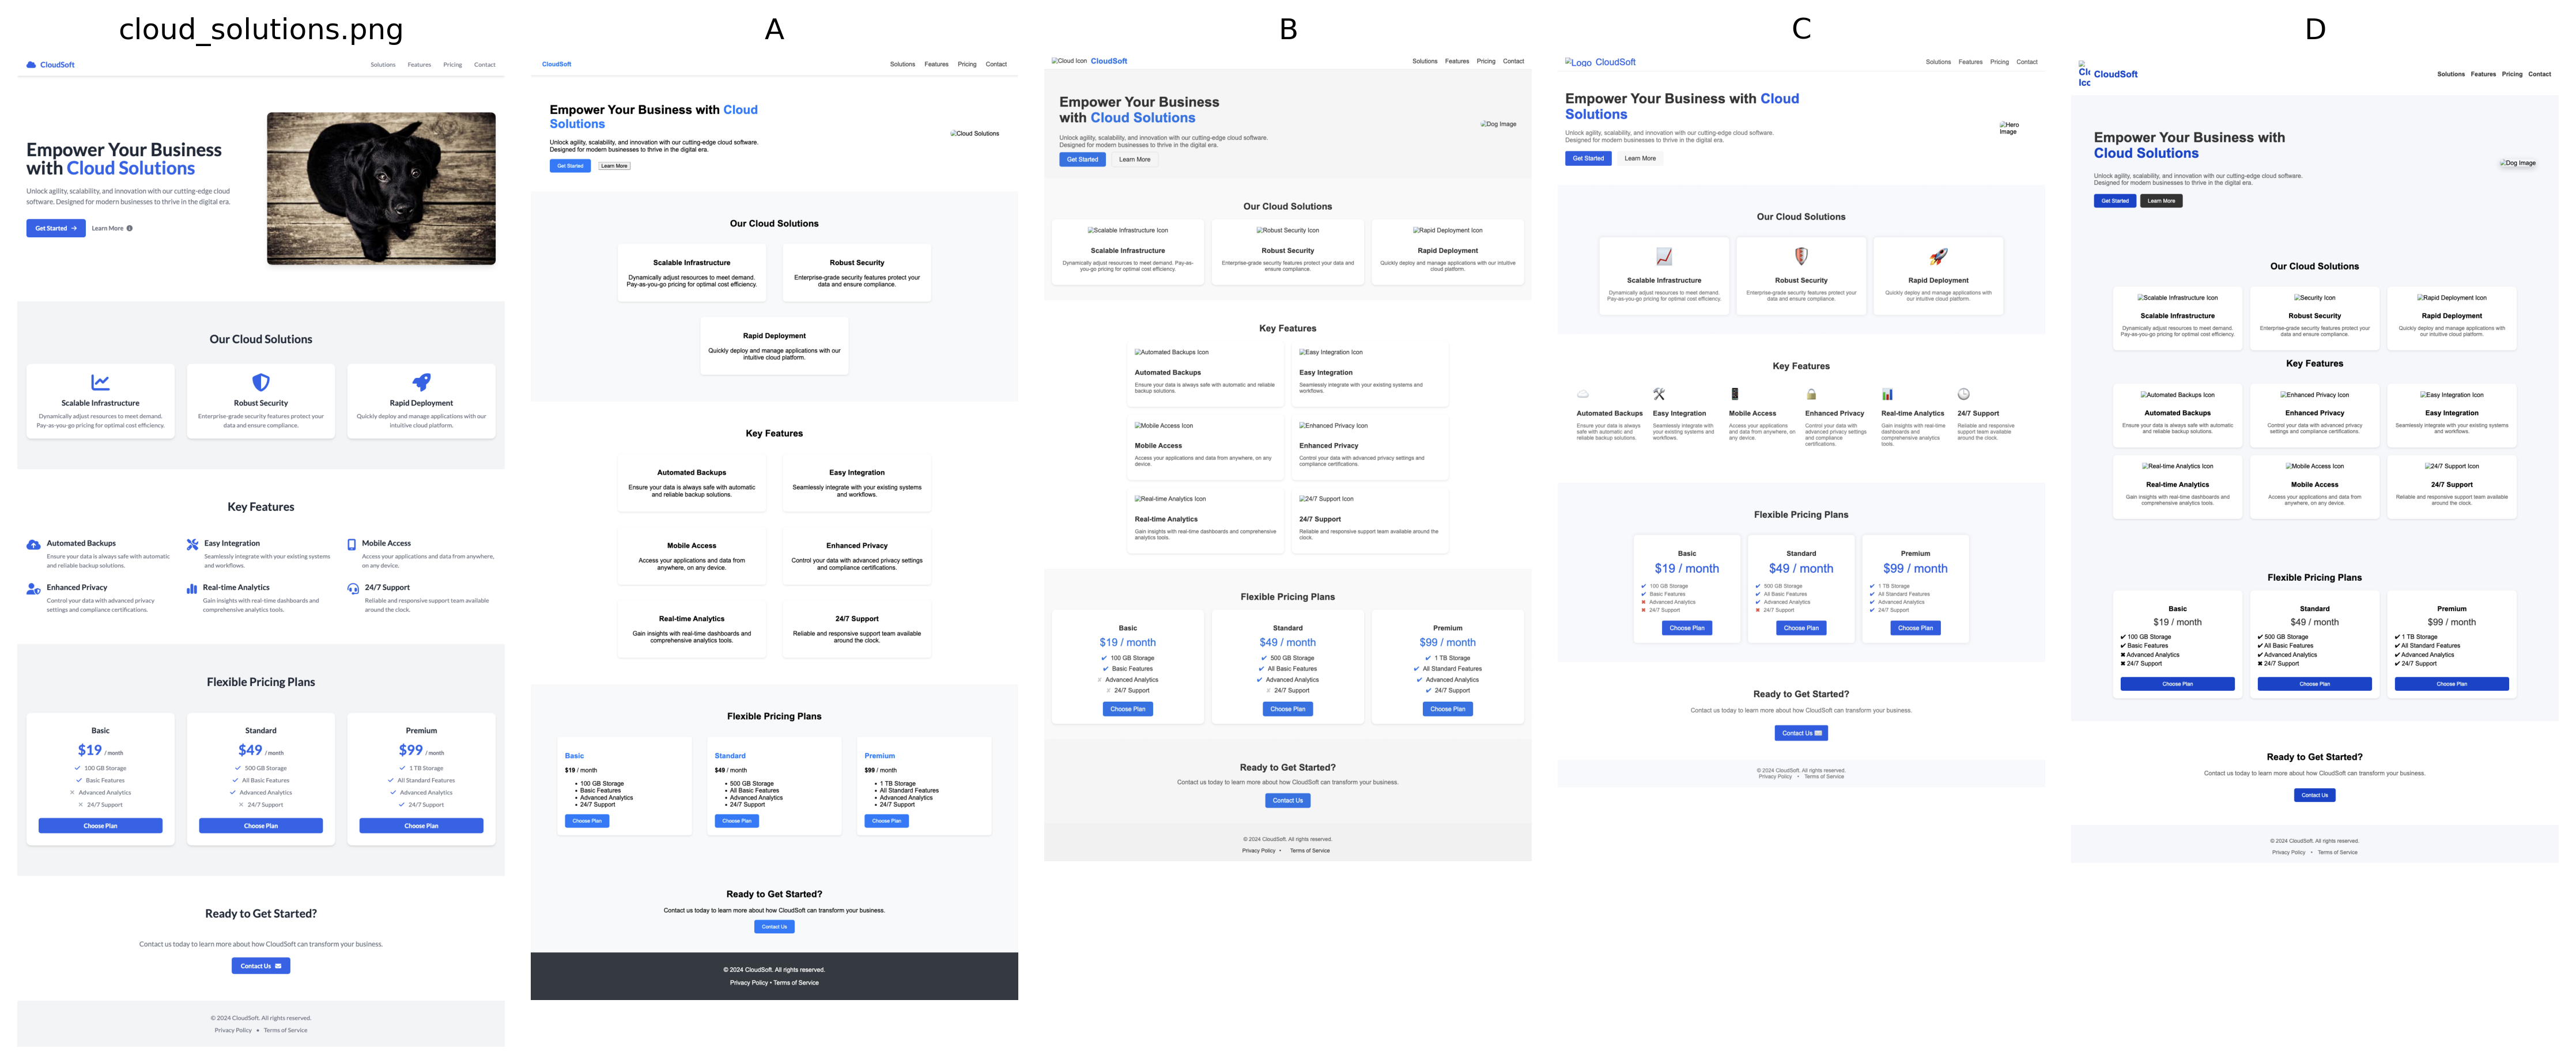 cloud_solutions.png
CloudSoft
Solutions Features Pricing Contact
Empower Your Business
with Cloud Solutions
Unlock agility, scalability, and innovation with our cutting-edge cloud
software. Designed for modern businesses to thrive in the digital era.
Get Started
Learn More
Our Cloud Solutions
Scalable Infrastructure
Dynamically adjust resources to meet demand.
Pay-as-you-go pricing for optimal cost efficiency.
Robust Security
Enterprise-grade security features protect your
data and ensure compliance.
Rapid Deployment
Quickly deploy and manage applications with our
intuitive cloud platform.
Key Features
Automated Backups
Ensure your data is always safe with automatic
and reliable backup solutions.
Easy Integration
Seamlessly integrate with your existing systems
and workflows.
Mobile Access
Access your applications and data from anywhere,
on any device.
Enhanced Privacy
Control your data with advanced privacy
settings and compliance certifications.
Real-time Analytics
Gain insights with real-time dashboards and
comprehensive analytics tools.
24/7 Support
Reliable and responsive support team available
around the clock.
Flexible Pricing Plans
Basic
$19 / month
100 GB Storage
Basic Features
Advanced Analytics
24/7 Support
Choose Plan
Standard
$49 / month
500 GB Storage
All Basic Features
Advanced Analytics
24/7 Support
Choose Plan
Premium
$99 / month
1 TB Storage
All Standard Features
Advanced Analytics
24/7 Support
Choose Plan
Ready to Get Started?
Contact us today to learn more about how CloudSoft can transform your business.
Contact Us
© 2024 CloudSoft. All rights reserved.
Privacy Policy • Terms of Service
A
CloudSoft
Solutions Features Pricing Contact
Empower Your Business with Cloud
Solutions
Unlock agility, scalability, and innovation with our cutting-edge cloud software.
Designed for modern businesses to thrive in the digital era.
Get Started
Learn More
Cloud Solutions
Our Cloud Solutions
Scalable Infrastructure
Dynamically adjust resources to meet demand.
Pay-as-you-go pricing for optimal cost efficiency.
Robust Security
Enterprise-grade security features protect your
data and ensure compliance.
Rapid Deployment
Quickly deploy and manage applications with our
intuitive cloud platform.
Key Features
Automated Backups
Ensure your data is always safe with automatic
and reliable backup solutions.
Easy Integration
Seamlessly integrate with your existing systems
and workflows.
Mobile Access
Access your applications and data from
anywhere, on any device.
Enhanced Privacy
Control your data with advanced privacy settings
and compliance certifications.
Real-time Analytics
Gain insights with real-time dashboards and
comprehensive analytics tools.
24/7 Support
Reliable and responsive support team available
around the clock.
Flexible Pricing Plans
Basic
$19 / month
• 100 GB Storage
• Basic Features
• Advanced Analytics
• 24/7 Support
Choose Plan
Standard
$49 / month
• 500 GB Storage
• All Basic Features
• Advanced Analytics
• 24/7 Support
Choose Plan
Premium
$99 / month
• 1 TB Storage
• All Standard Features
• Advanced Analytics
• 24/7 Support
Choose Plan
Ready to Get Started?
Contact us today to learn more about how CloudSoft can transform your business.
Contact Us
© 2024 CloudSoft. All rights reserved.
Privacy Policy • Terms of Service
B
Cloud Icon CloudSoft
Solutions Features Pricing Contact
Empower Your Business
with Cloud Solutions
Unlock agility, scalability, and innovation with our cutting-edge cloud software.
Designed for modern businesses to thrive in the digital era.
Get Started
Learn More
Dog Image
Our Cloud Solutions
Scalable Infrastructure Icon
Scalable Infrastructure
Dynamically adjust resources to meet demand. Pay-as-
you-go pricing for optimal cost efficiency.
Robust Security Icon
Robust Security
Enterprise-grade security features protect your data and
ensure compliance.
Rapid Deployment Icon
Rapid Deployment
Quickly deploy and manage applications with our intuitive
cloud platform.
Key Features
Automated Backups Icon
Automated Backups
Ensure your data is always safe with automatic and reliable
backup solutions.
Easy Integration Icon
Easy Integration
Seamlessly integrate with your existing systems and
workflows.
Mobile Access Icon
Mobile Access
Access your applications and data from anywhere, on any
device.
Enhanced Privacy Icon
Enhanced Privacy
Control your data with advanced privacy settings and
compliance certifications.
Real-time Analytics Icon
Real-time Analytics
Gain insights with real-time dashboards and comprehensive
analytics tools.
24/7 Support Icon
24/7 Support
Reliable and responsive support team available around the
clock.
Flexible Pricing Plans
Basic
$19 / month
✔ 100 GB Storage
✔ Basic Features
✗ Advanced Analytics
✗ 24/7 Support
Choose Plan
Standard
$49 / month
✔ 500 GB Storage
✔ All Basic Features
✔ Advanced Analytics
✗ 24/7 Support
Choose Plan
Premium
$99 / month
✔ 1 TB Storage
✔ All Standard Features
✔ Advanced Analytics
✔ 24/7 Support
Choose Plan
Ready to Get Started?
Contact us today to learn more about how CloudSoft can transform your business.
Contact Us
© 2024 CloudSoft. All rights reserved.
Privacy Policy • Terms of Service
C
Logo CloudSoft
Solutions Features Pricing Contact
Empower Your Business with Cloud
Solutions
Unlock agility, scalability, and innovation with our cutting-edge cloud software.
Designed for modern businesses to thrive in the digital era.
Get Started
Learn More
Hero
Image
Our Cloud Solutions
Scalable Infrastructure
Dynamically adjust resources to meet demand.
Pay-as-you-go pricing for optimal cost efficiency.
Robust Security
Enterprise-grade security features protect your
data and ensure compliance.
Rapid Deployment
Quickly deploy and manage applications with
our intuitive cloud platform.
Key Features
Automated Backups
Ensure your data is always
safe with automatic and
reliable backup solutions.
Easy Integration
Seamlessly integrate with
your existing systems and
workflows.
Mobile Access
Access your applications
and data from anywhere, on
any device.
Enhanced Privacy
Control your data with
advanced privacy settings
and compliance
certifications.
Real-time Analytics
Gain insights with real-time
dashboards and
comprehensive analytics
tools.
24/7 Support
Reliable and responsive
support team available
around the clock.
Flexible Pricing Plans
Basic
$19 / month
✔ 100 GB Storage
✔ Basic Features
✖ Advanced Analytics
✖ 24/7 Support
Choose Plan
Standard
$49 / month
✔ 500 GB Storage
✔ All Basic Features
✔ Advanced Analytics
✖ 24/7 Support
Choose Plan
Premium
$99 / month
✔ 1 TB Storage
✔ All Standard Features
✔ Advanced Analytics
✔ 24/7 Support
Choose Plan
Ready to Get Started?
Contact us today to learn more about how CloudSoft can transform your business.
Contact Us
© 2024 CloudSoft. All rights reserved.
Privacy Policy • Terms of Service
D
CloudSoft
Solutions Features Pricing Contact
Empower Your Business with
Cloud Solutions
Unlock agility, scalability, and innovation with our cutting-edge cloud software.
Designed for modern businesses to thrive in the digital era.
Get Started
Learn More
Dog Image
Our Cloud Solutions
Scalable Infrastructure Icon
Scalable Infrastructure
Dynamically adjust resources to meet demand.
Pay-as-you-go pricing for optimal cost efficiency.
Security Icon
Robust Security
Enterprise-grade security features protect your
data and ensure compliance.
Rapid Deployment Icon
Rapid Deployment
Quickly deploy and manage applications with
our intuitive cloud platform.
Key Features
Automated Backups Icon
Automated Backups
Ensure your data is always safe with automatic
and reliable backup solutions.
Enhanced Privacy Icon
Enhanced Privacy
Control your data with advanced privacy
settings and compliance certifications.
Easy Integration Icon
Easy Integration
Seamlessly integrate with your existing systems
and workflows.
Real-time Analytics Icon
Real-time Analytics
Gain insights with real-time dashboards and
comprehensive analytics tools.
Mobile Access Icon
Mobile Access
Access your applications and data from
anywhere, on any device.
24/7 Support Icon
24/7 Support
Reliable and responsive support team available
around the clock.
Flexible Pricing Plans
Basic
$19 / month
✔ 100 GB Storage
✔ Basic Features
✖ Advanced Analytics
✖ 24/7 Support
Choose Plan
Standard
$49 / month
✔ 500 GB Storage
✔ All Basic Features
✔ Advanced Analytics
✖ 24/7 Support
Choose Plan
Premium
$99 / month
✔ 1 TB Storage
✔ All Standard Features
✔ Advanced Analytics
✔ 24/7 Support
Choose Plan
Ready to Get Started?
Contact us today to learn more about how CloudSoft can transform your business.
Contact Us
© 2024 CloudSoft. All rights reserved.
Privacy Policy • Terms of Service